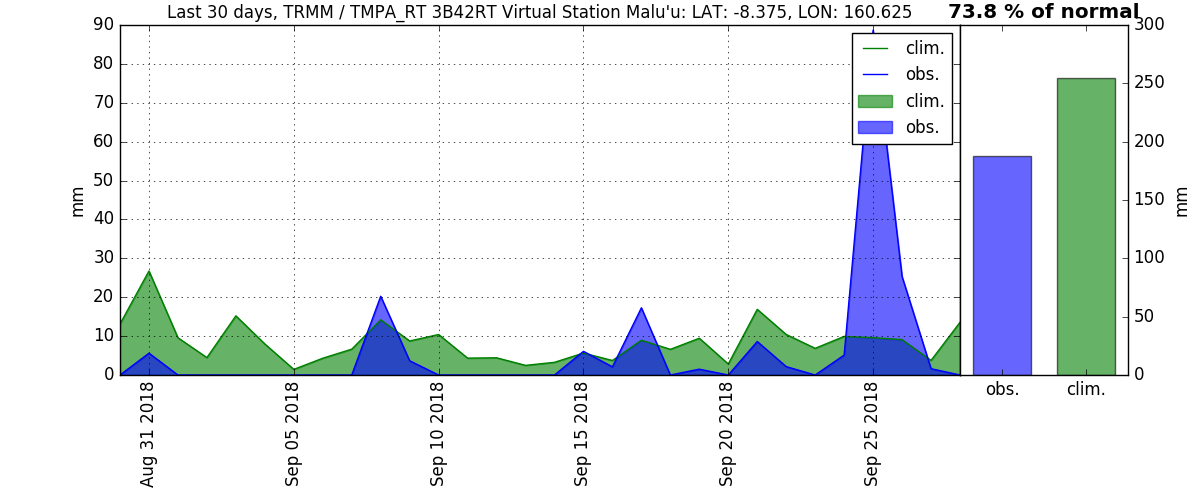 Last 30 days, TRMM / TMPA_RT 3B42RT Virtual Station Malu'u: LAT: -8.375, LON: 160.625
73.8 % of normal
90
80
70
60
50
40
30
20
10
0
mm
clim.
obs.
clim.
obs.
Aug 31 2018
Sep 05 2018
Sep 10 2018
Sep 15 2018
Sep 20 2018
Sep 25 2018
300
250
200
150
100
50
0
mm
obs.
clim.